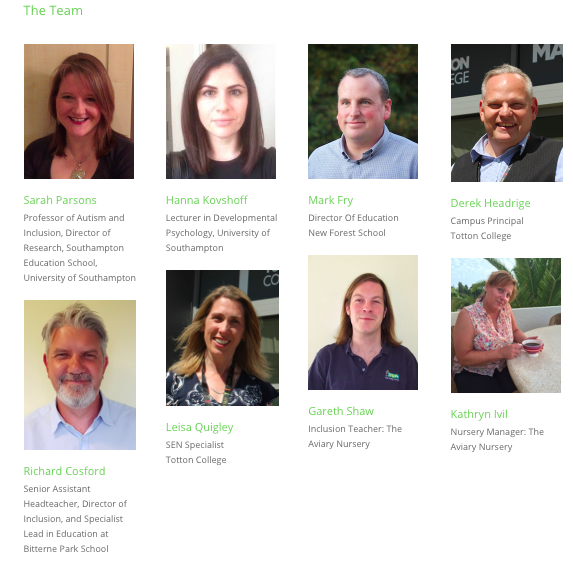 The Team
Sarah Parsons
Professor of Autism and
Inclusion, Director of
Research, Southampton
Education School,
University of Southampton
Hanna Kovshoff
Lecturer in Developmental
Psychology, University of
Southampton
Mark Fry
Director Of Education
New Forest School
Derek Headrige
Campus Principal
Totton College
Richard Cosford
Senior Assistant
Headteacher, Director of
Inclusion, and Specialist
Lead in Education at
Bitterne Park School
Leisa Quigley
SEN Specialist
Totton College
Gareth Shaw
Inclusion Teacher: The
Aviary Nursery
Kathryn Ivil
Nursery Manager: The
Aviary Nursery